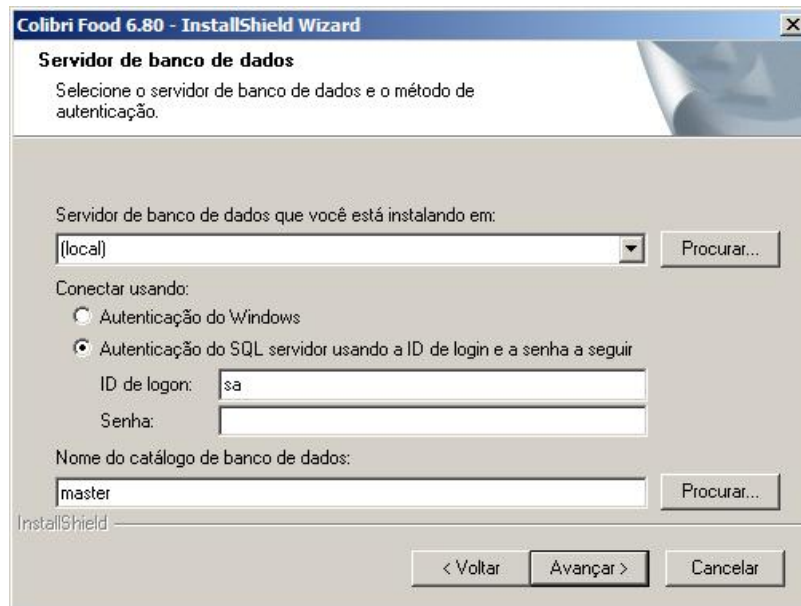 Colibri Food 6.80 - InstallShield Wizard
Servidor de banco de dados
Selecione o servidor de banco de dados e o método de
autenticação.
Servidor de banco de dados que você está instalando em:
(local)
Procurar...
Conectar usando:
Autenticação do Windows
Autenticação do SQL servidor usando a ID de login e a senha a seguir
ID de logon: sa
Senha:
Nome do catálogo de banco de dados:
master
Procurar...
InstallShield
< Voltar
Avançar >
Cancelar